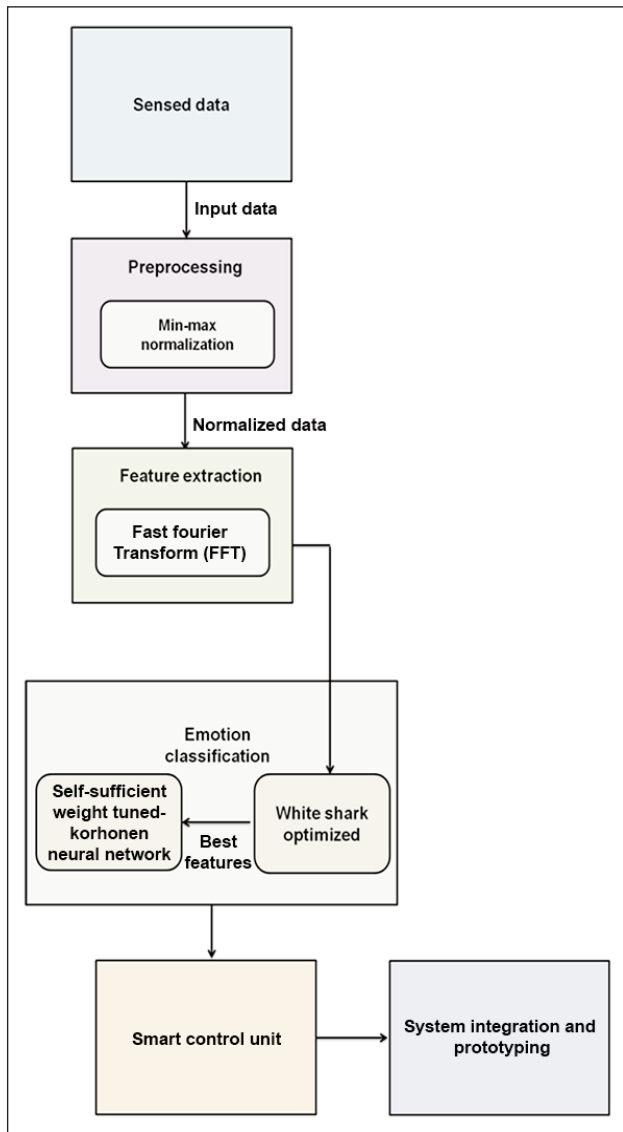 Sensed data
Input data
Preprocessing
Min-max
normalization
Normalized data
Feature extraction
Fast fourier
Transform (FFT)
Emotion
classification
Self-sufficient
weight tuned-
korhonen
neural network
Best
features
White shark
optimized
Smart control unit
System integration and
prototyping